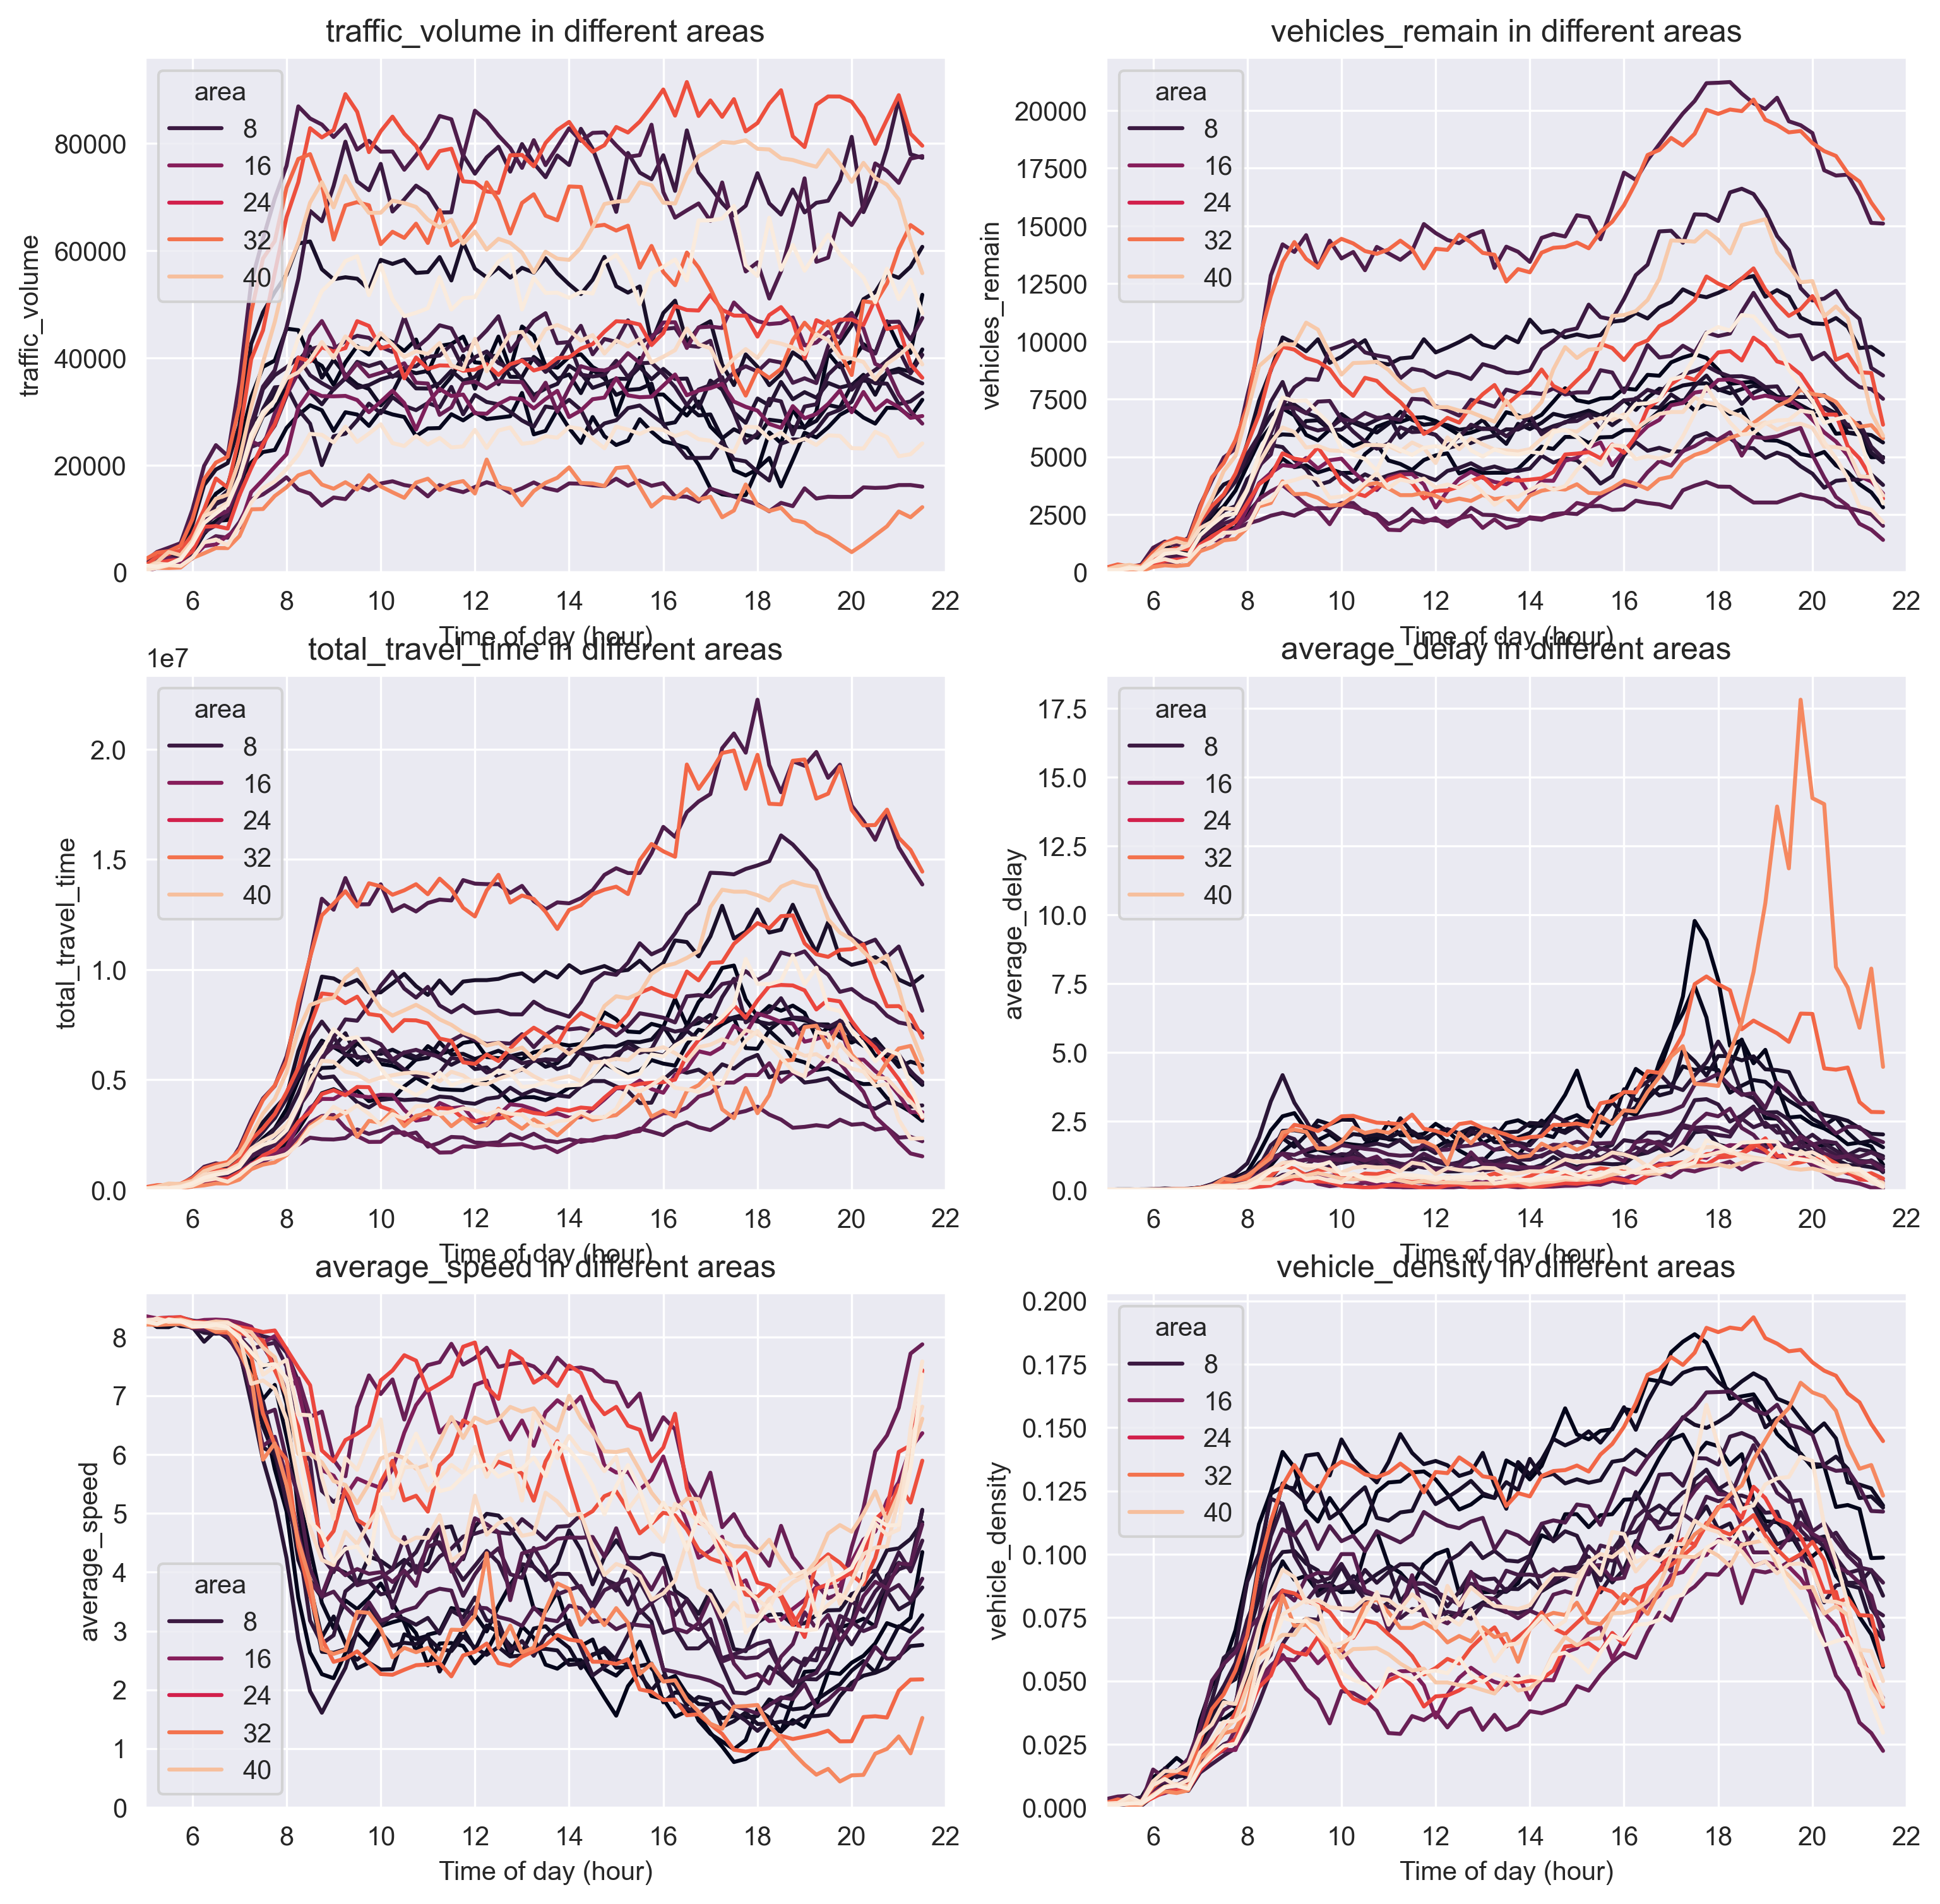 traffic_volume in different areas
traffic_volume
80000
60000
40000
20000
0
area
8
16
24
32
40
6 8 10 12 14 16 18 20 22
Time of day (hour)
vehicles_remain in different areas
vehicles_remain
20000
17500
15000
12500
10000
7500
5000
2500
0
area
8
16
24
32
40
6 8 10 12 14 16 18 20 22
Time of day (hour)
total_travel_time in different areas
1e7
total_travel_time
2.0
1.5
1.0
0.5
0.0
area
8
16
24
32
40
6 8 10 12 14 16 18 20 22
Time of day (hour)
average_delay in different areas
average_delay
17.5
15.0
12.5
10.0
7.5
5.0
2.5
0.0
area
8
16
24
32
40
6 8 10 12 14 16 18 20 22
Time of day (hour)
average_speed in different areas
average_speed
8
7
6
5
4
3
2
1
0
area
8
16
24
32
40
6 8 10 12 14 16 18 20 22
Time of day (hour)
vehicle_density in different areas
vehicle_density
0.200
0.175
0.150
0.125
0.100
0.075
0.050
0.025
0.000
area
8
16
24
32
40
6 8 10 12 14 16 18 20 22
Time of day (hour)